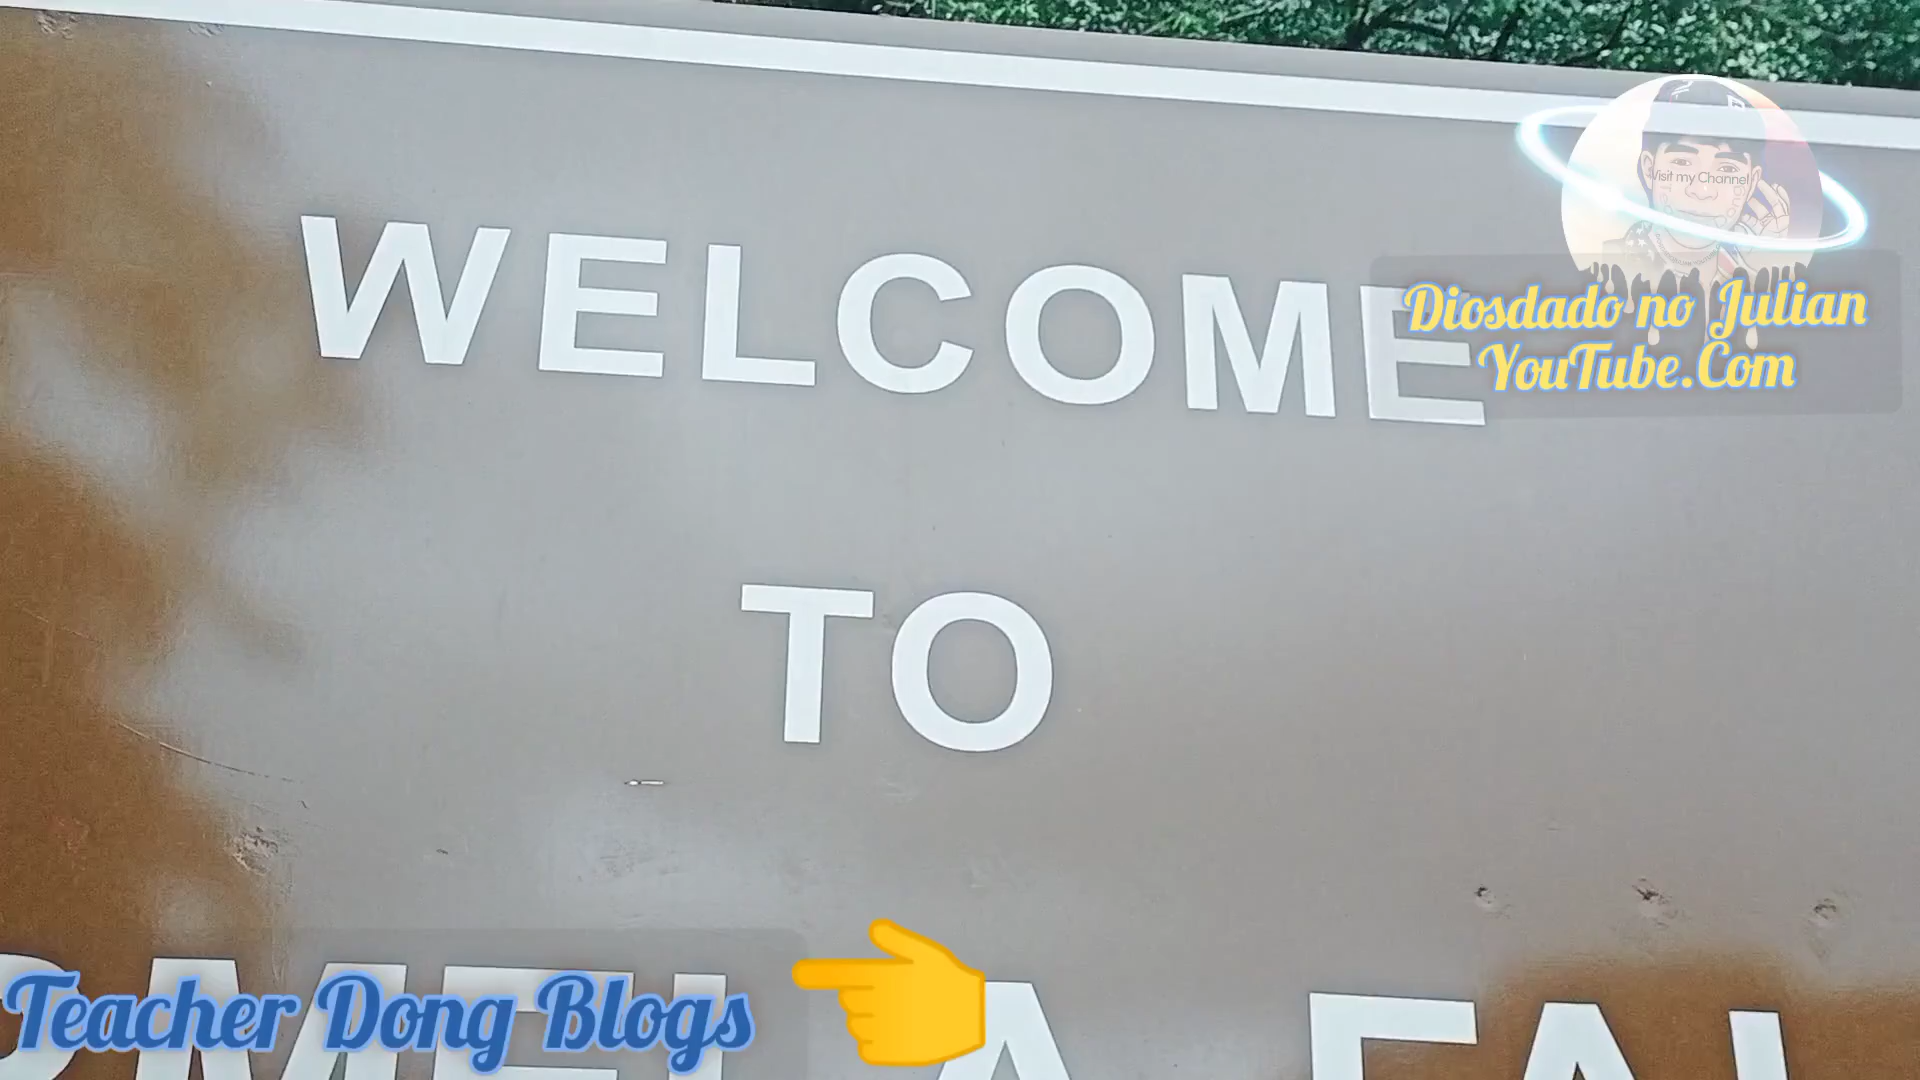 Visit my Channel
WELCOME
Diosdado no Julian
YouTube.Com
TO
Teacher Dong Blogs